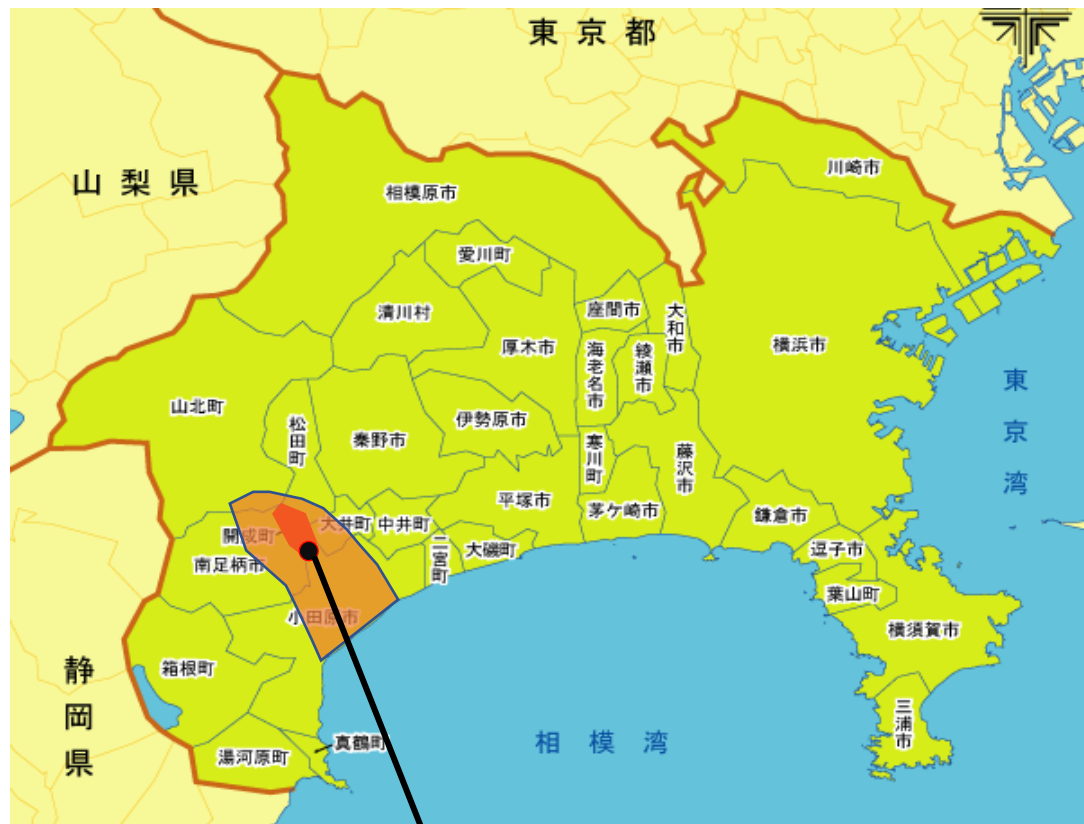 東京都
山梨県
川崎市
相模原市
愛川町
清川村
座間市
大和市
厚木市
海老名市
綾瀬市
横浜市
東京湾
山北町
松田町
秦野市
伊勢原市
寒川町
藤沢市
平塚市
茅ケ崎市
鎌倉市
開成町
大井町
中井町
二宮町
大磯町
逗子市
南足柄市
葉山町
小田原市
横須賀市
箱根町
静岡県
三浦市
相模湾
真鶴町
湯河原町